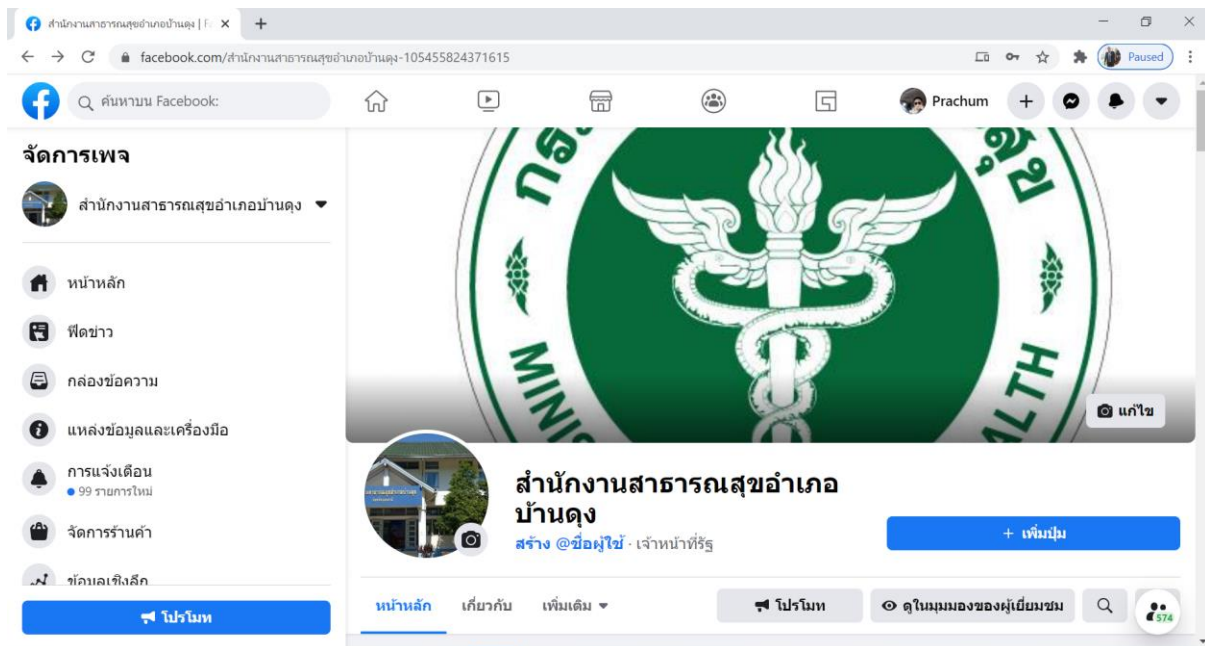 สำนักงานสาธารณสุขอำเภอบ้านดุง | F
facebook.com/สำนักงานสาธารณสุขอำเภอบ้านดุง-105455824371615
Paused
ค้นหาบน Facebook:
Prachum
จัดการเพจ
สำนักงานสาธารณสุขอำเภอบ้านดุง
หน้าหลัก
ฟีดข่าว
กล่องข้อความ
แหล่งข้อมูลและเครื่องมือ
การแจ้งเตือน
99 รายการใหม่
จัดการร้านค้า
ข้อมูลเชิงลึก
โปรโมท
แก้ไข
สำนักงานสาธารณสุขอำเภอ
บ้านดุง
สร้าง @ชื่อผู้ใช้ · เจ้าหน้าที่รัฐ
+ เพิ่มปุ่ม
หน้าหลัก เกี่ยวกับ เพิ่มเติม
โปรโมท
ดูในมุมมองของผู้เยี่ยมชม
574